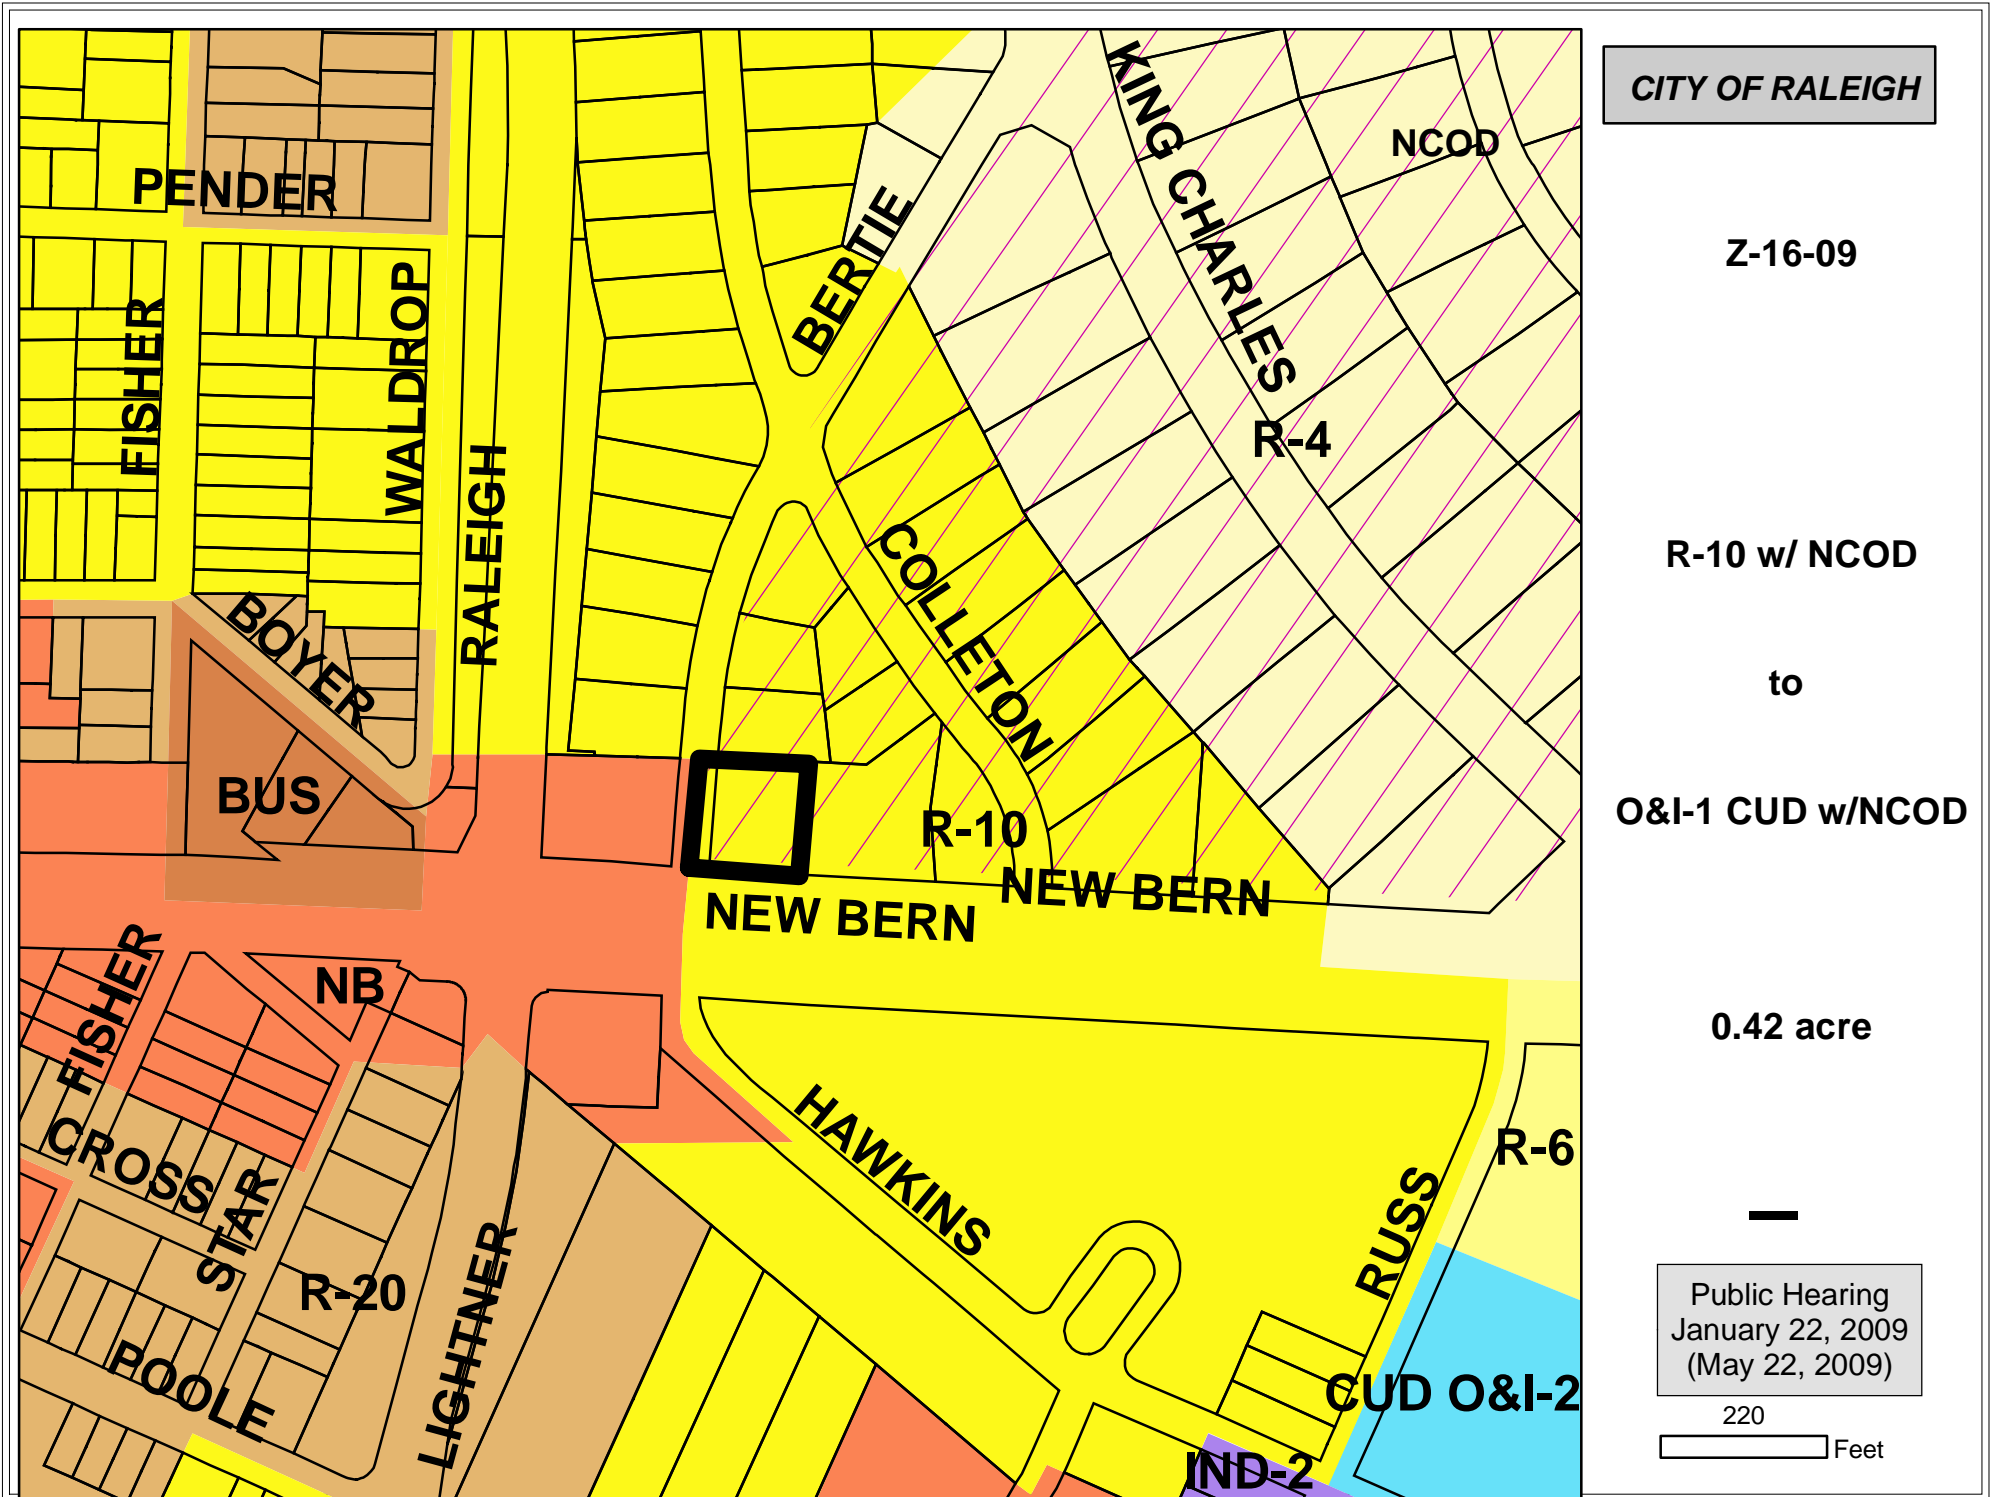 CITY OF RALEIGH
Z-16-09
R-10 w/ NCOD
to
O&I-1 CUD w/NCOD
0.42 acre
Public Hearing
January 22, 2009
(May 22, 2009)
220
Feet
KING CHARLES
NCOD
PENDER
BERTIE
FISHER
WALDROP
RALEIGH
R-4
COLLETON
BOYER
BUS
R-10
NEW BERN
NEW BERN
FISHER
NB
HAWKINS
CROSS
STAR
R-6
RUSS
R-20
LIGHTNER
POOLE
CUD O&I-2
IND-2